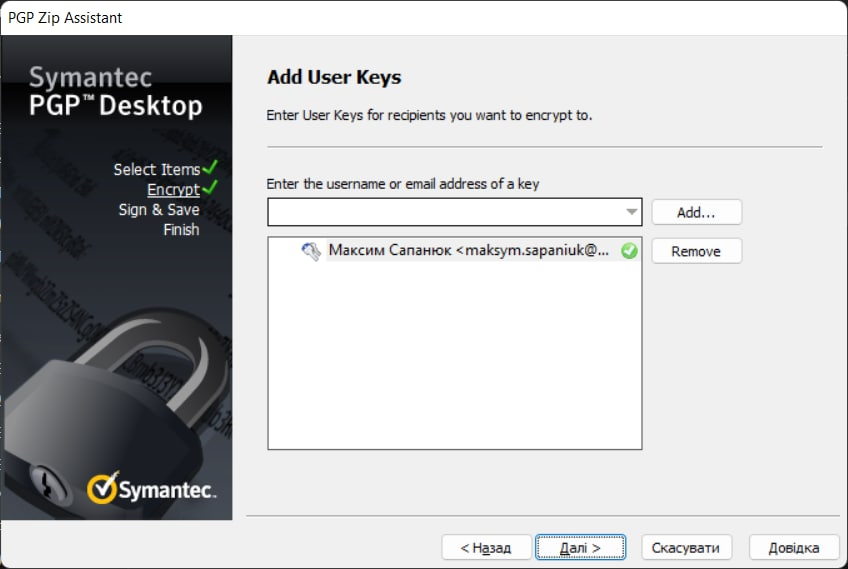 PGP Zip Assistant
Symantec
PGP™ Desktop
Select Items
Encrypt
Sign & Save
Finish
Symantec™
Add User Keys
Enter User Keys for recipients you want to encrypt to.
Enter the username or email address of a key
Add...
Максим Сапанюк <maksym.sapaniuk@...
Remove
< Назад
Далі >
Скасувати
Довідка